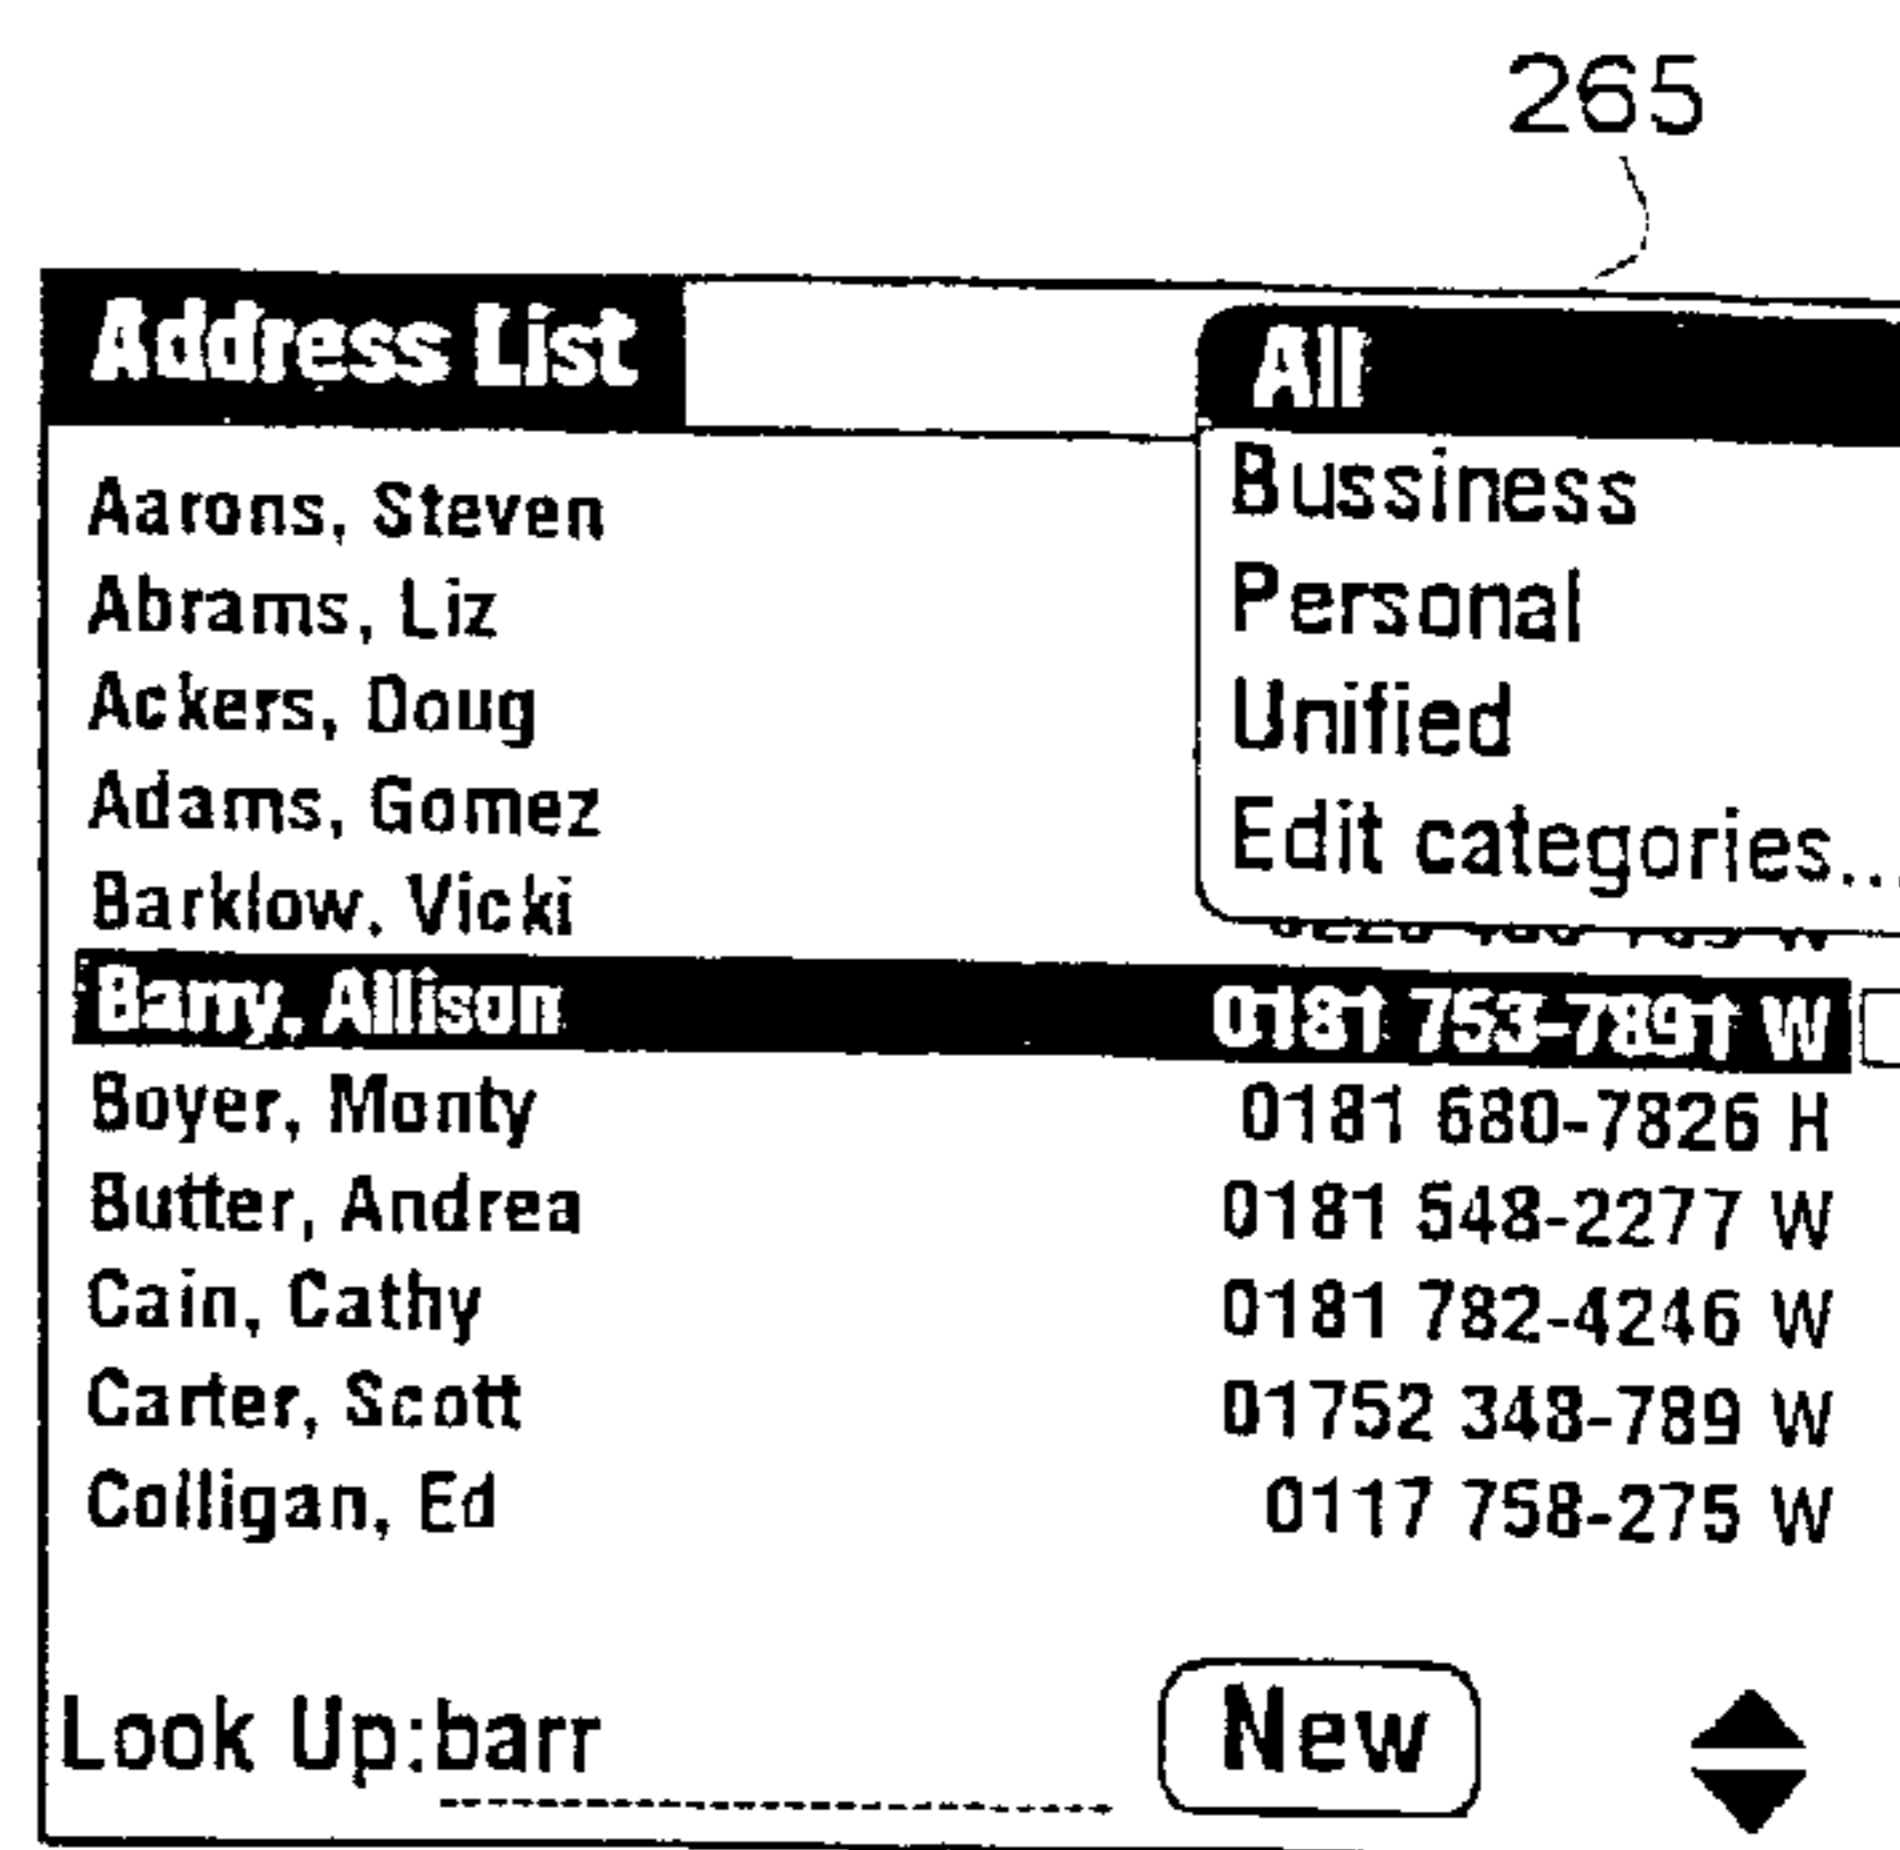 265
Address List All
Aarons, Steven Bussiness
Abrams, Liz Personal
Ackers, Doug Unified
Adams, Gomez Edit categories...
Barklow, Vicki
Barry, Allison 0181 753-7891 W
Boyer, Monty 0181 680-7826 H
Butter, Andrea 0181 548-2277 W
Cain, Cathy 0181 782-4246 W
Carter, Scott 01752 348-789 W
Colligan, Ed 0117 758-275 W
Look Up:barr New